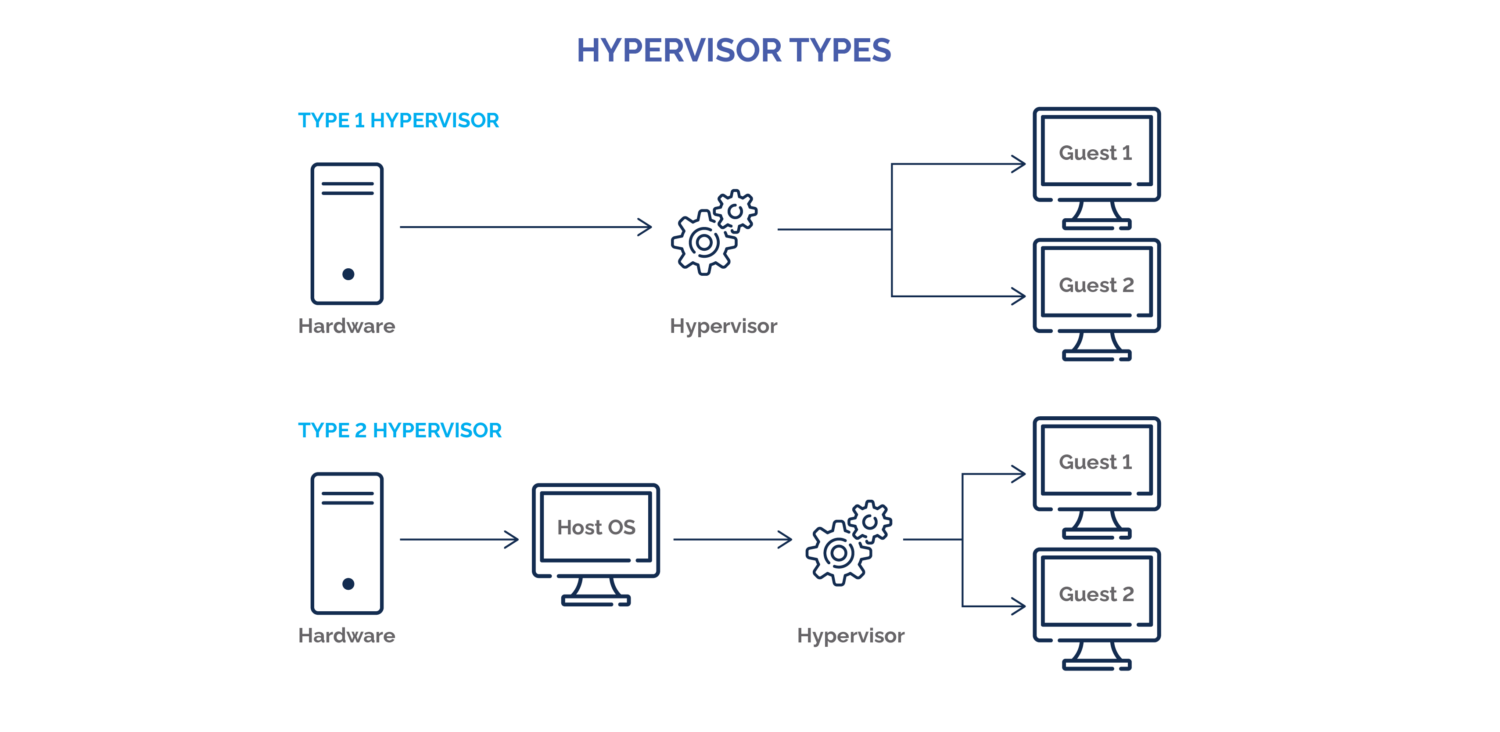 HYPERVISOR TYPES
TYPE 1 HYPERVISOR
Guest 1
Guest 2
Hardware
Hypervisor
TYPE 2 HYPERVISOR
Guest 1
Host OS
Guest 2
Hardware
Hypervisor